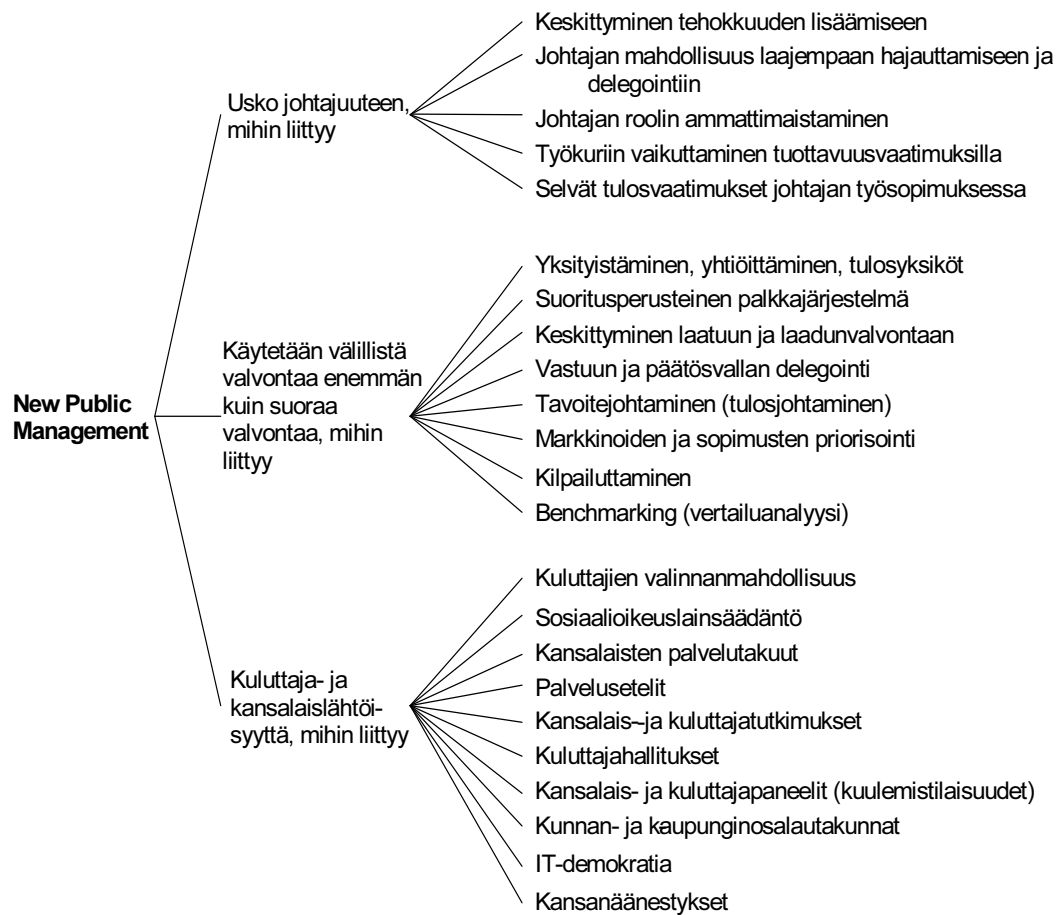 New Public
Management
Usko johtajuuteen,
mihin liittyy
Keskittyminen tehokkuuden lisäämiseen
Johtajan mahdollisuus laajempaan hajauttamiseen ja
delegointiin
Johtajan roolin ammattimaistaminen
Työkuriin vaikuttaminen tuottavuusvaatimuksilla
Selvät tulosvaatimukset johtajan työsopimuksessa
Käytetään välillistä
valvontaa enemmän
kuin suoraa
valvontaa, mihin
liittyy
Yksityistäminen, yhtiöittäminen, tulosyksiköt
Suoritusperusteinen palkkajärjestelmä
Keskittyminen laatuun ja laadunvalvontaan
Vastuun ja päätösvallan delegointi
Tavoitejohtaminen (tulosjohtaminen)
Markkinoiden ja sopimusten priorisointi
Kilpailuttaminen
Benchmarking (vertailuanalyysi)
Kuluttaja- ja
kansalaislähtöi-
syyttä, mihin liittyy
Kuluttajien valinnanmahdollisuus
Sosiaalioikeuslainsäädäntö
Kansalaisten palvelutakuut
Palvelusetelit
Kansalais--ja kuluttajatutkimukset
Kuluttajahallitukset
Kansalais- ja kuluttajapaneelit (kuulemistilaisuudet)
Kunnan- ja kaupunginosalautakunnat
IT-demokratia
Kansanäänestykset